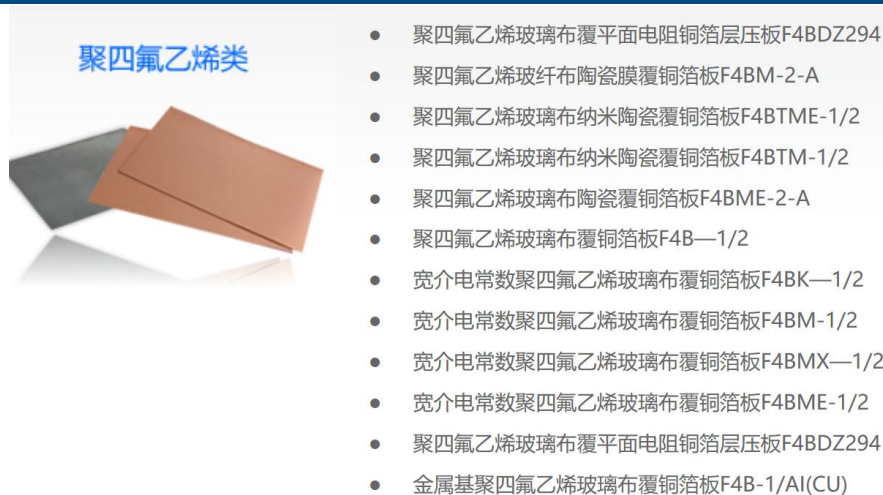 聚四氟乙烯类
聚四氟乙烯玻璃布覆平面电阻铜箔层压板F4BDZ294
聚四氟乙烯玻纤布陶瓷膜覆铜箔板F4BM-2-A
聚四氟乙烯玻璃布纳米陶瓷覆铜箔板F4BTME-1/2
聚四氟乙烯玻璃布纳米陶瓷覆铜箔板F4BTM-1/2
聚四氟乙烯玻璃布陶瓷覆铜箔板F4BME-2-A
聚四氟乙烯玻璃布覆铜箔板F4B—1/2
宽介电常数聚四氟乙烯玻璃布覆铜箔板F4BK—1/2
宽介电常数聚四氟乙烯玻璃布覆铜箔板F4BM-1/2
宽介电常数聚四氟乙烯玻璃布覆铜箔板F4BMX—1/2
宽介电常数聚四氟乙烯玻璃布覆铜箔板F4BME-1/2
聚四氟乙烯玻璃布覆平面电阻铜箔层压板F4BDZ294
金属基聚四氟乙烯玻璃布覆铜箔板F4B-1/AI(CU)